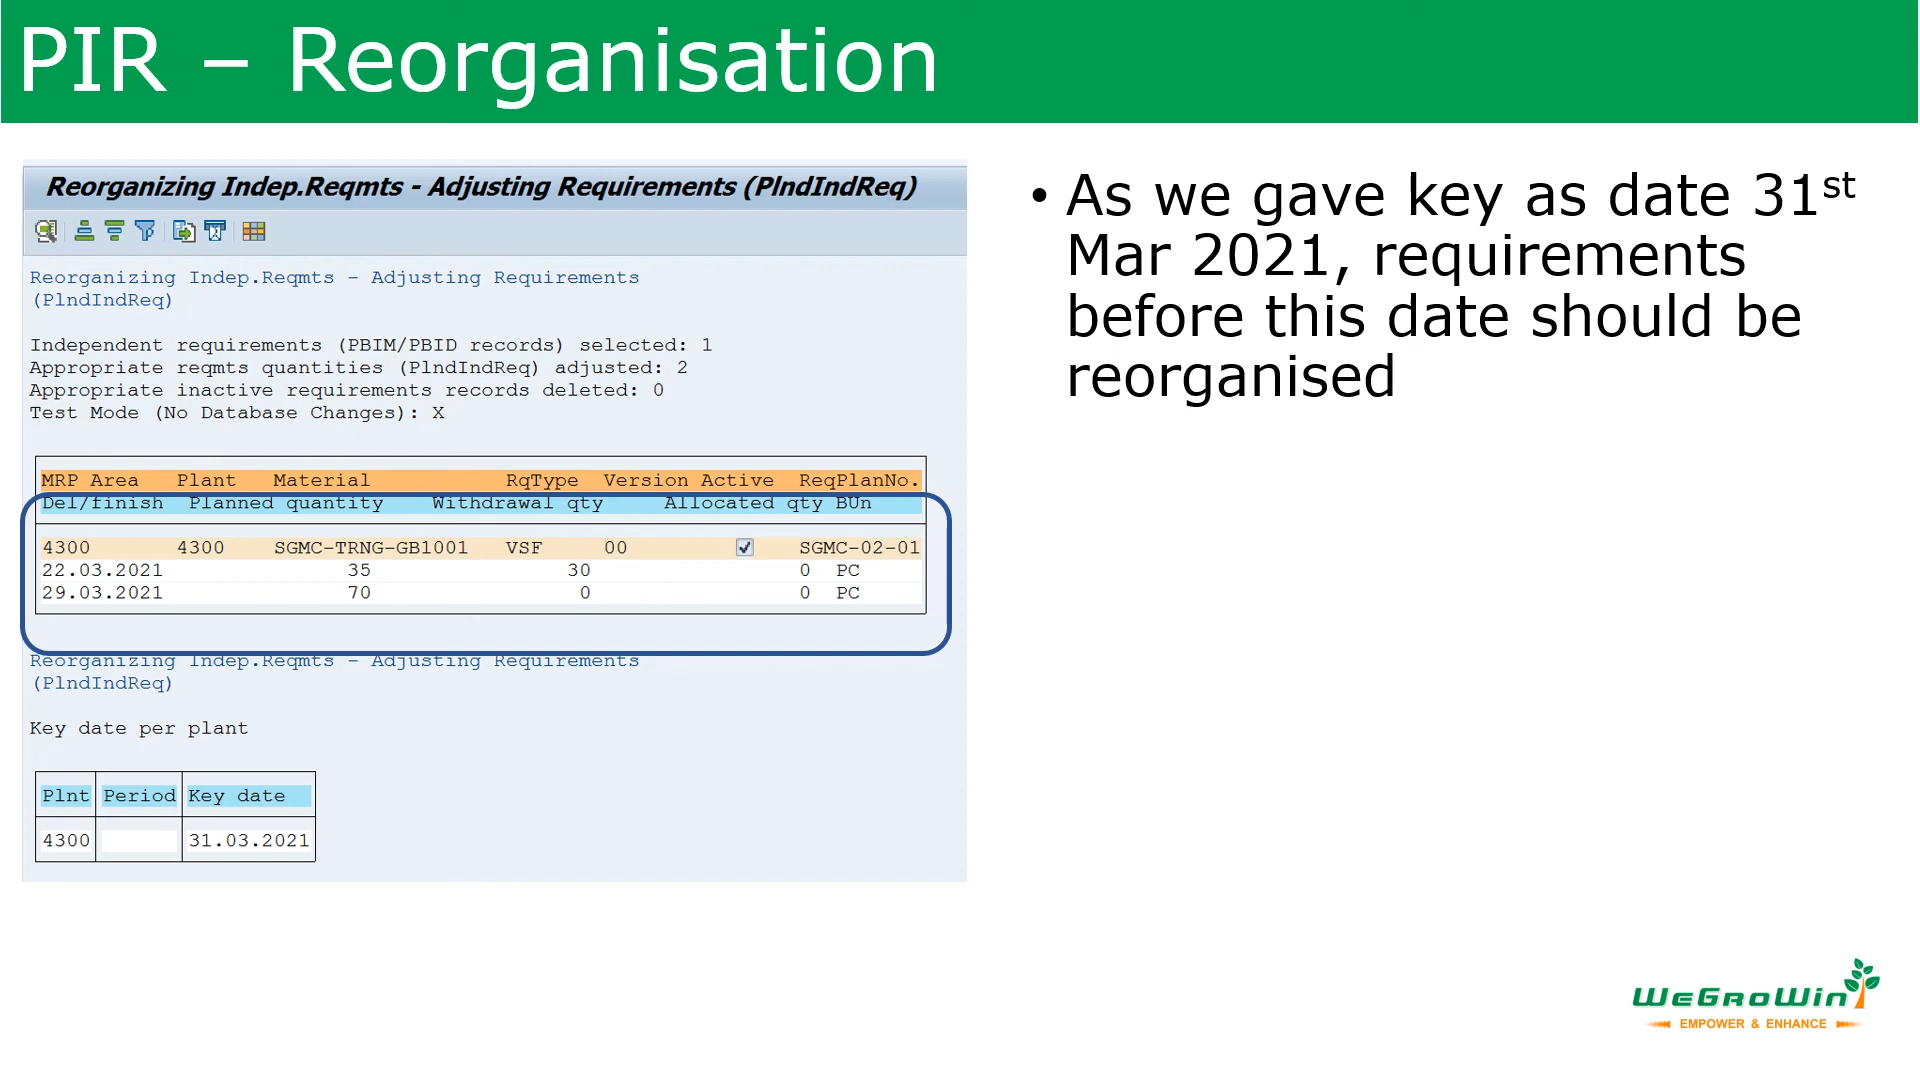 PIR – Reorganisation
Reorganizing Indep.Reqmts - Adjusting Requirements (PlndIndReq)
Reorganizing Indep.Reqmts - Adjusting Requirements
(PlndIndReq)
Independent requirements (PBIM/PBID records) selected: 1
Appropriate reqmts quantities (PlndIndReq) adjusted: 2
Appropriate inactive requirements records deleted: 0
Test Mode (No Database Changes): X
MRP Area Plant Material RqType Version Active ReqPlanNo.
Del/finish Planned quantity Withdrawal qty Allocated qty BUn
4300 4300 SGMC-TRNG-GB1001 VSF 00 SGMC-02-01
22.03.2021 35 30 0 PC
29.03.2021 70 0 0 PC
Reorganizing Indep.Reqmts - Adjusting Requirements
(PlndIndReq)
Key date per plant
Plnt Period Key date
4300 31.03.2021
• As we gave key as date 31st
Mar 2021, requirements
before this date should be
reorganised
WeGroWin
EMPOWER & ENHANCE